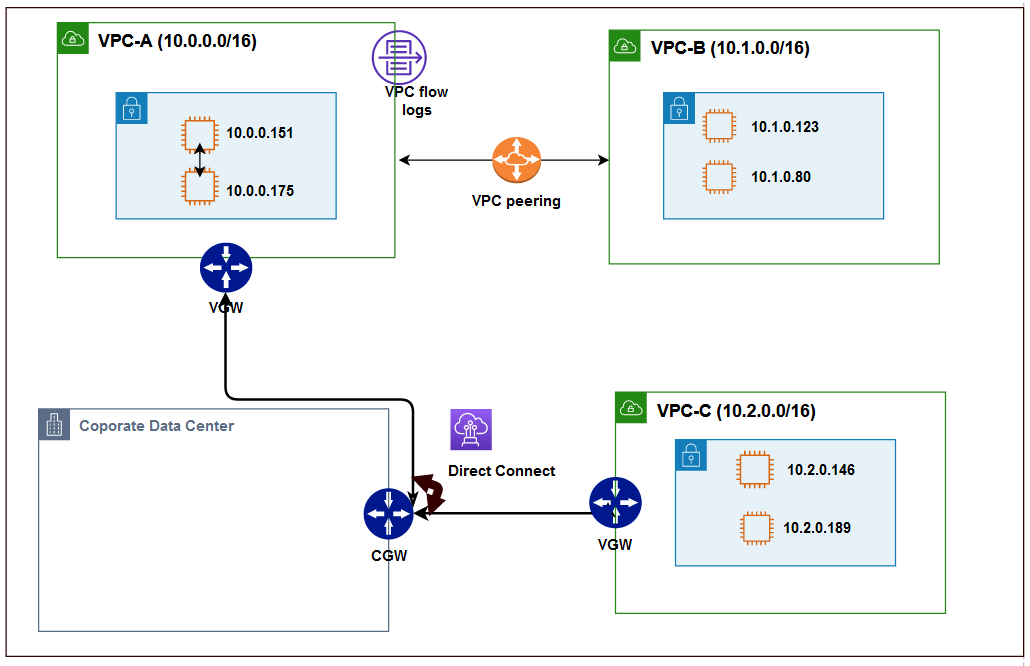 VPC-A (10.0.0.0/16)
10.0.0.151
10.0.0.175
VPC flow
logs
VPC peering
VPC-B (10.1.0.0/16)
10.1.0.123
10.1.0.80
VGW
Coporate Data Center
CGW
Direct Connect
VGW
VPC-C (10.2.0.0/16)
10.2.0.146
10.2.0.189